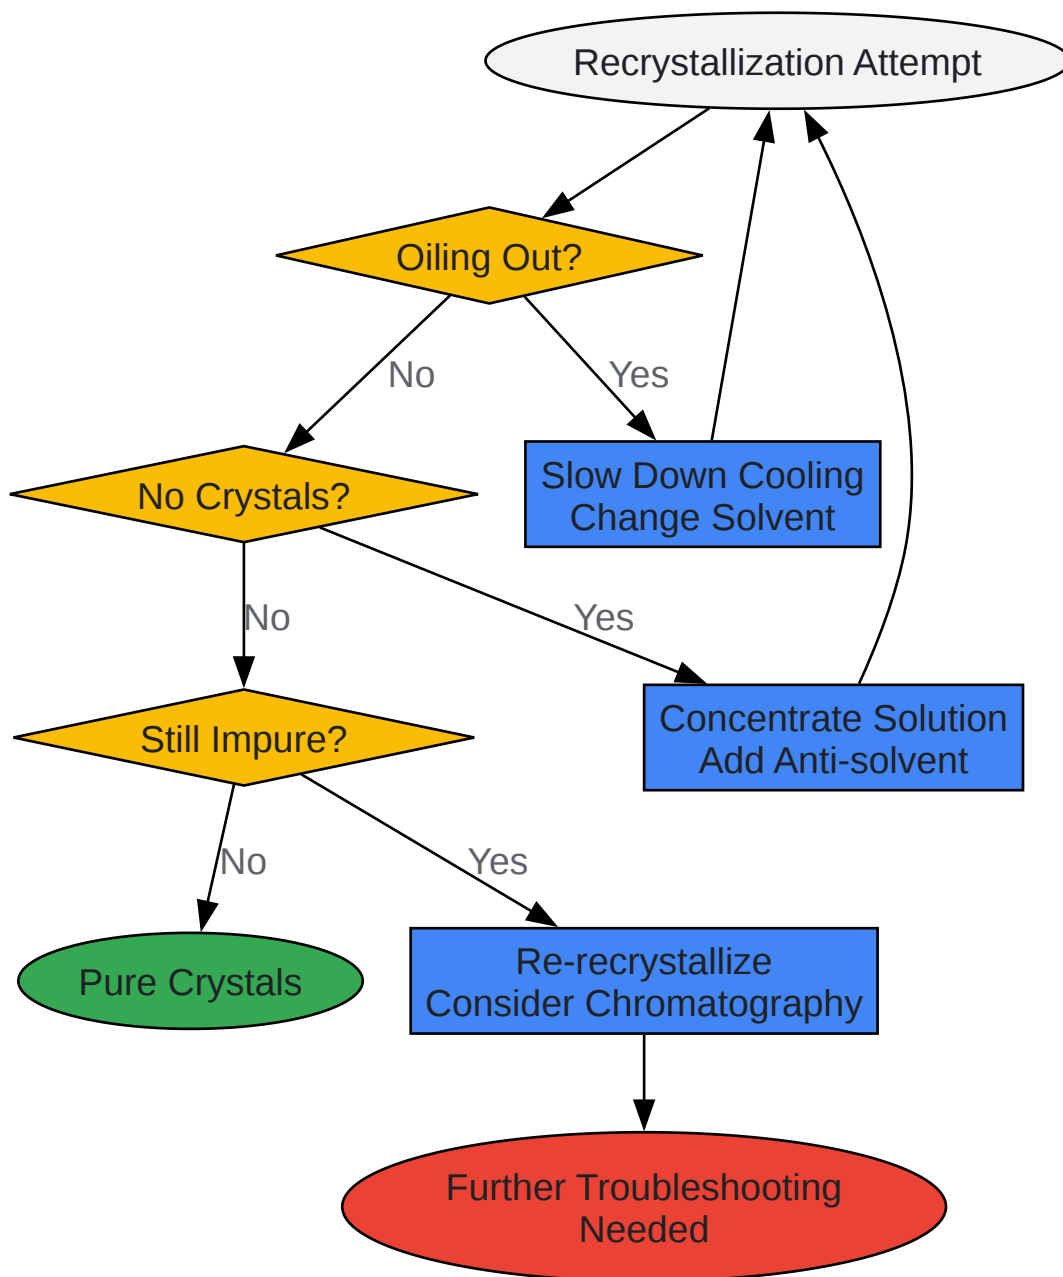 Recrystallization Attempt
Oiling Out?
No
Yes
Slow Down Cooling
Change Solvent
No Crystals?
No
Yes
Concentrate Solution
Add Anti-solvent
Still Impure?
No
Yes
Pure Crystals
Re-recrystallize
Consider Chromatography
Further Troubleshooting
Needed